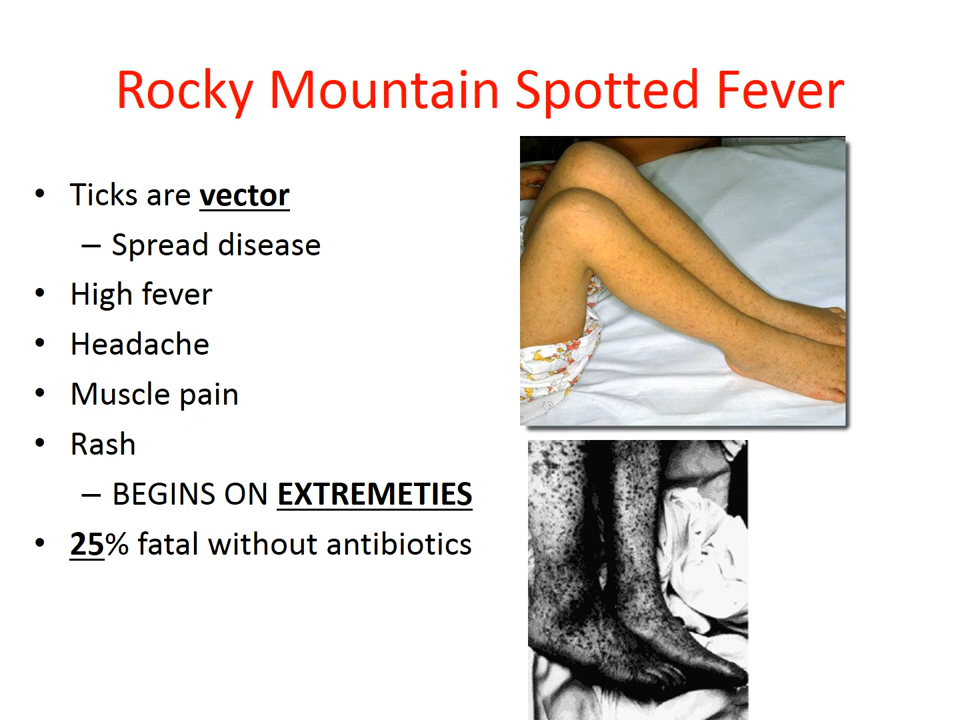 Rocky Mountain Spotted Fever
• Ticks are vector
– Spread disease
• High fever
• Headache
• Muscle pain
• Rash
– BEGINS ON EXTREMETIES
• 25% fatal without antibiotics